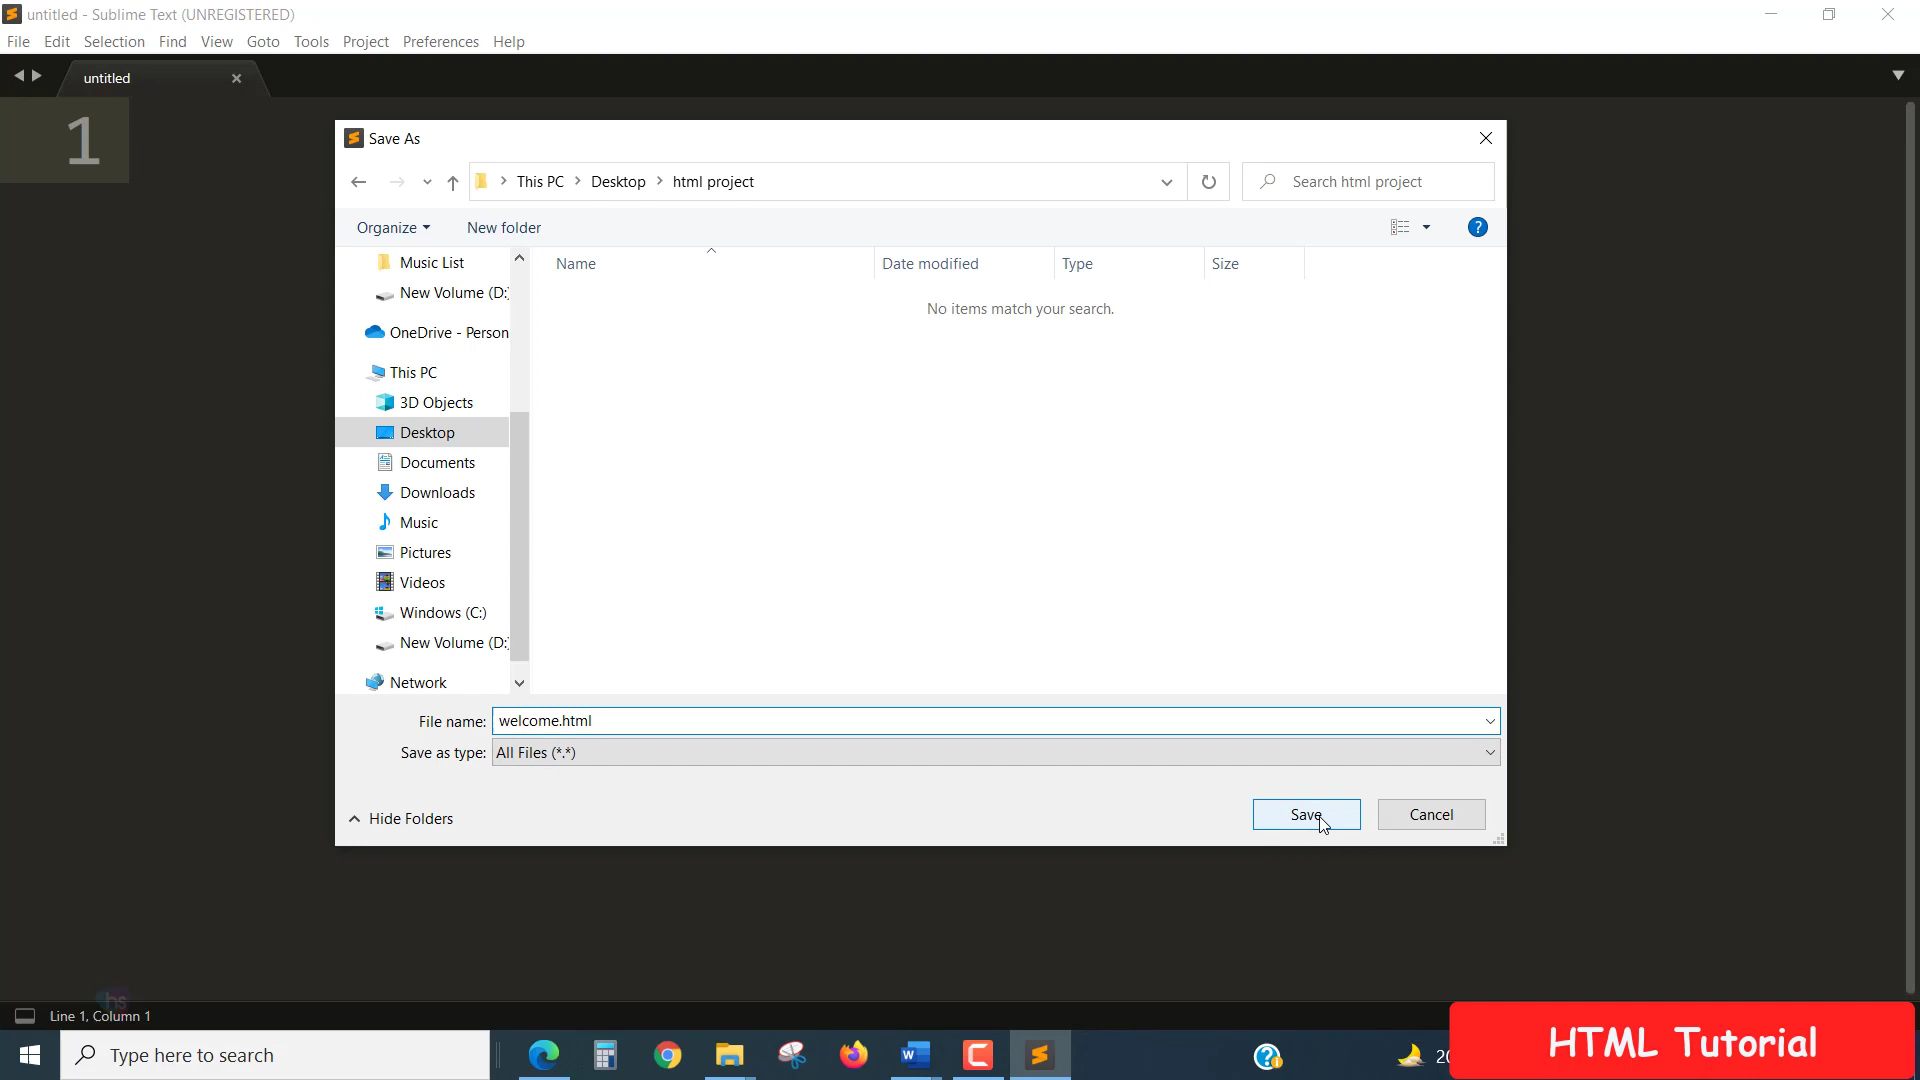 untitled - Sublime Text (UNREGISTERED)
File Edit Selection Find View Goto Tools Project Preferences Help
untitled
1
Save As
This PC Desktop html project
Search html project
Organize New folder
Name Date modified Type Size
No items match your search.
Music List
New Volume (D:)
OneDrive - Person
This PC
3D Objects
Desktop
Documents
Downloads
Music
Pictures
Videos
Windows (C:)
New Volume (D:)
Network
File name: welcome.html
Save as type: All Files (*.*)
Hide Folders
Save Cancel
hs
Line 1, Column 1
Type here to search
20
HTML Tutorial